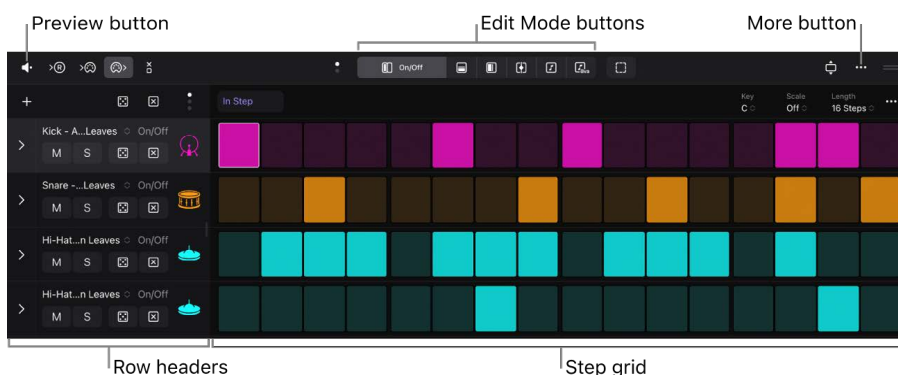 Preview button
Edit Mode buttons
More button
On/Off
In Step
Key
C
Scale
Off
Length
16 Steps
Kick - A...Leaves On/Off
M S
Snare -...Leaves On/Off
M S
Hi-Hat...n Leaves On/Off
M S
Hi-Hat...n Leaves On/Off
M S
Row headers
Step grid